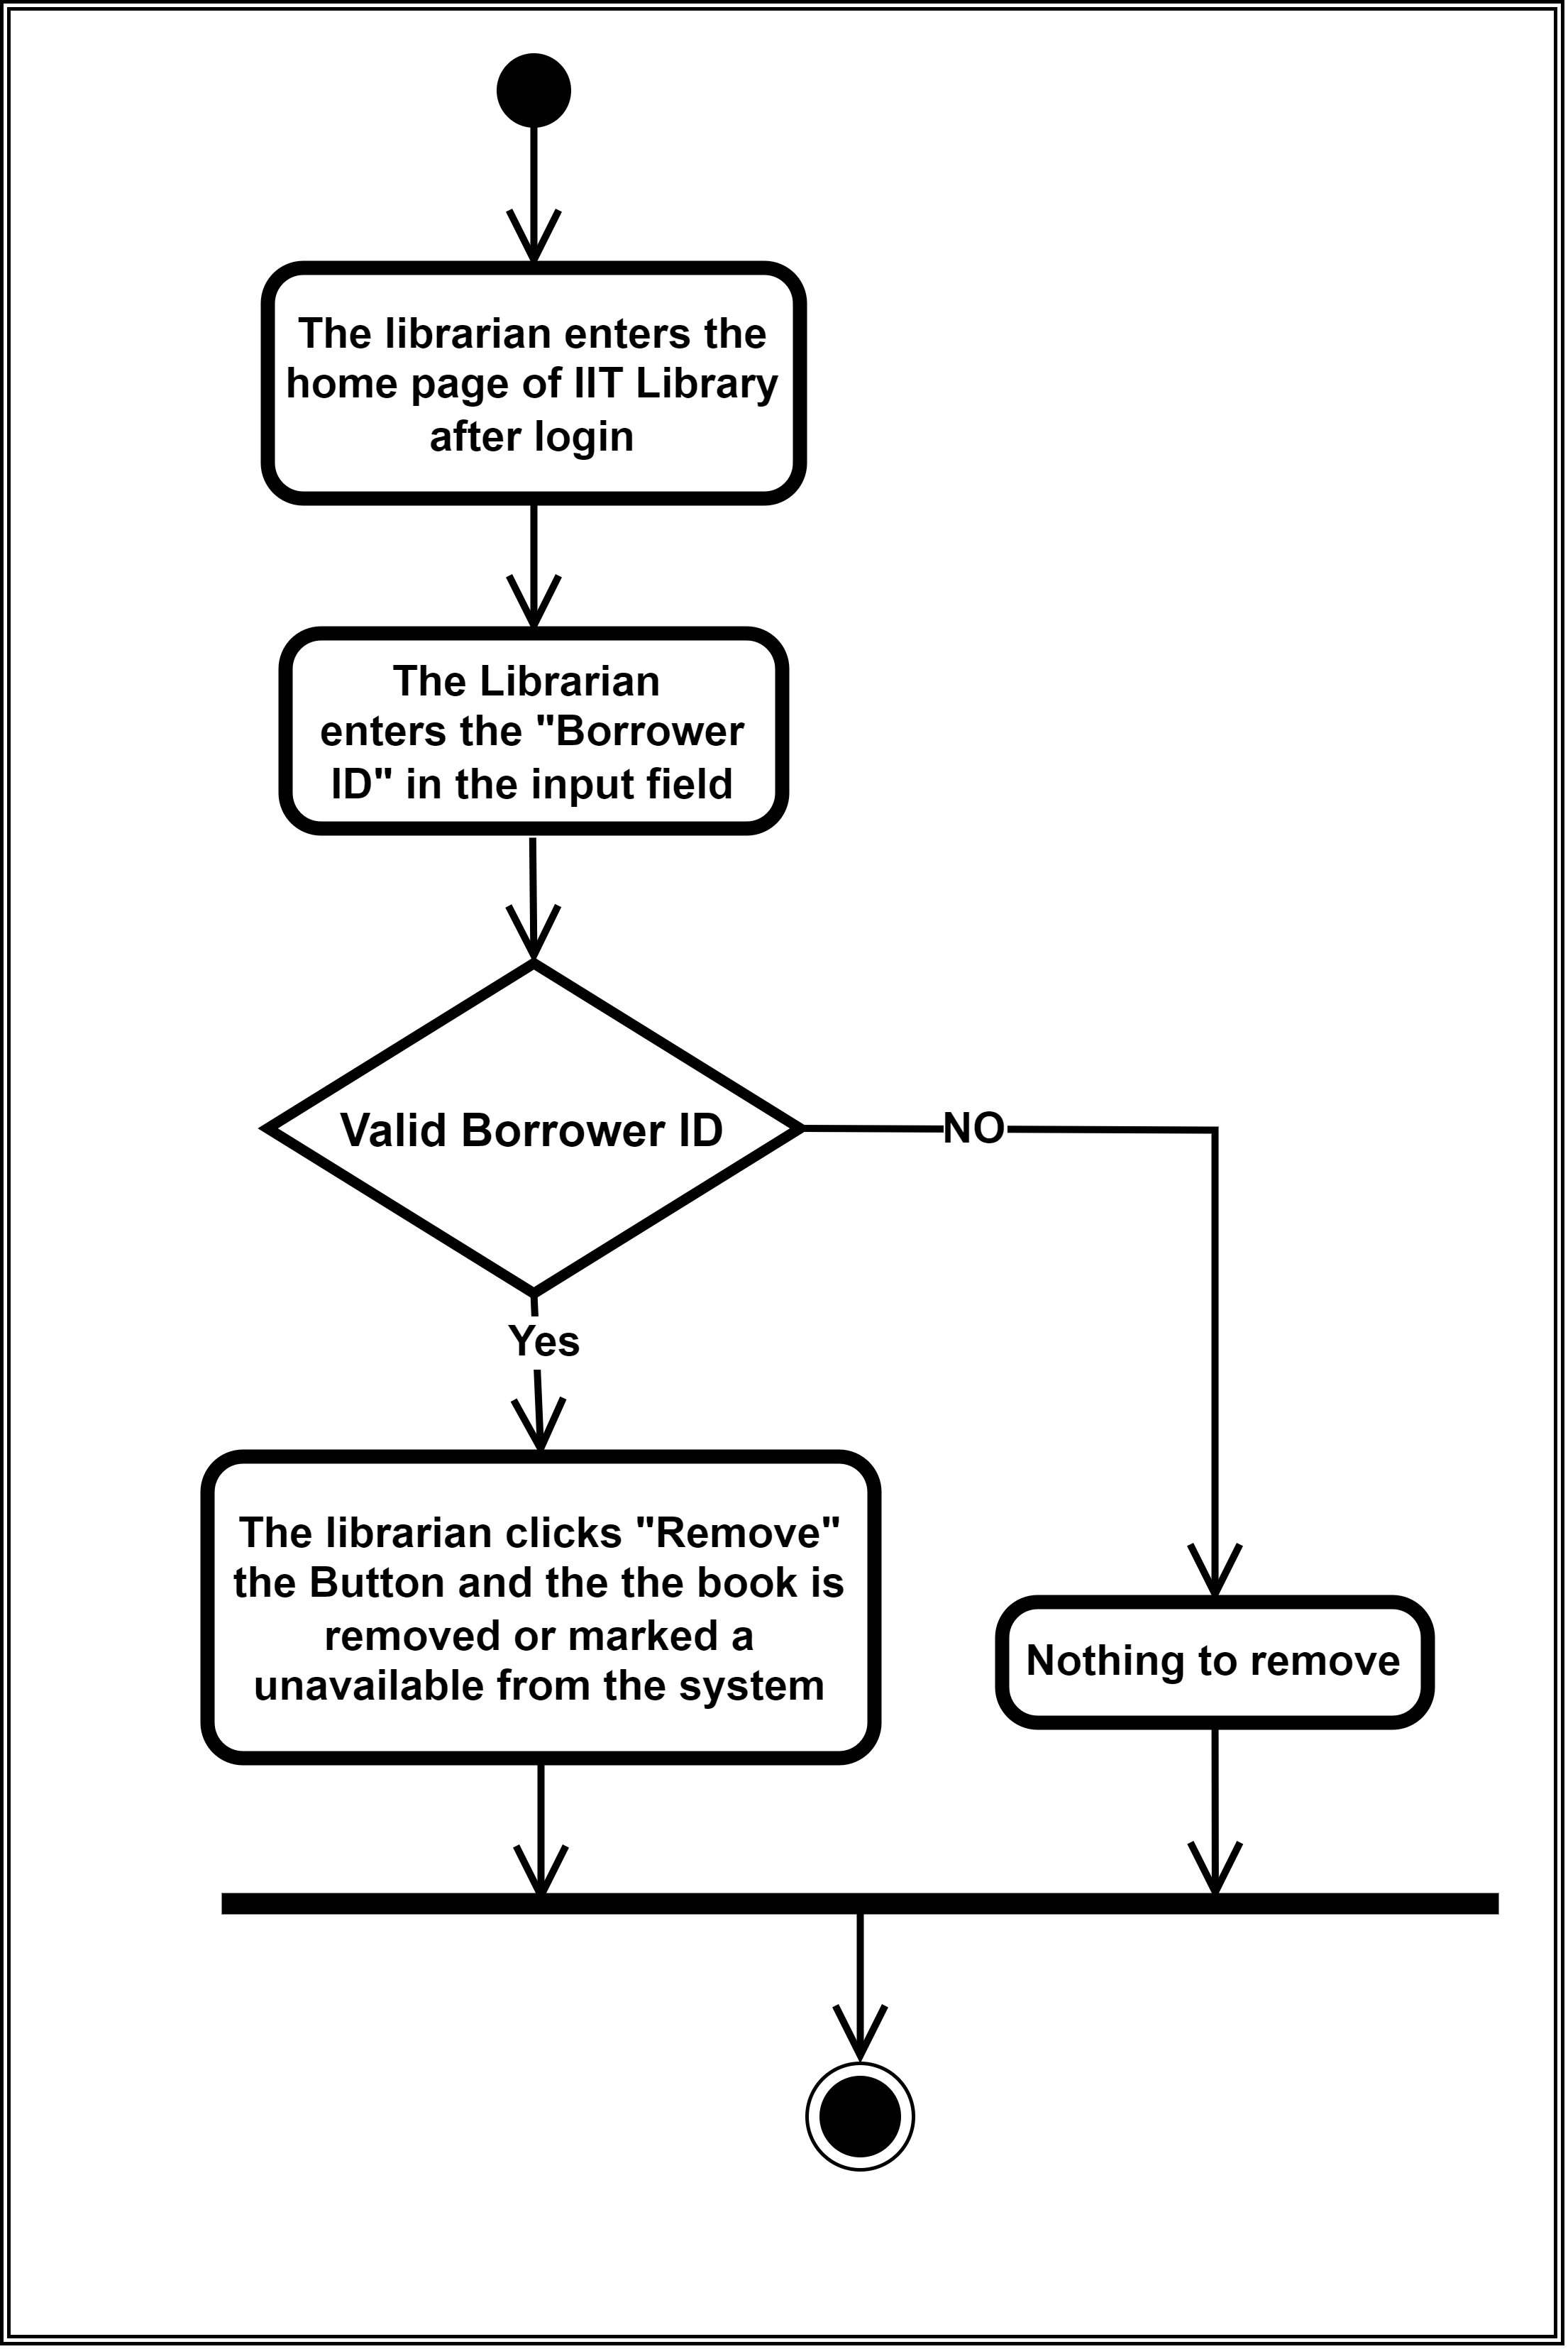 The librarian enters the
home page of IIT Library
after login
The Librarian
enters the "Borrower
ID" in the input field
Valid Borrower ID
NO
Yes
The librarian clicks "Remove"
the Button and the the book is
removed or marked a
unavailable from the system
Nothing to remove